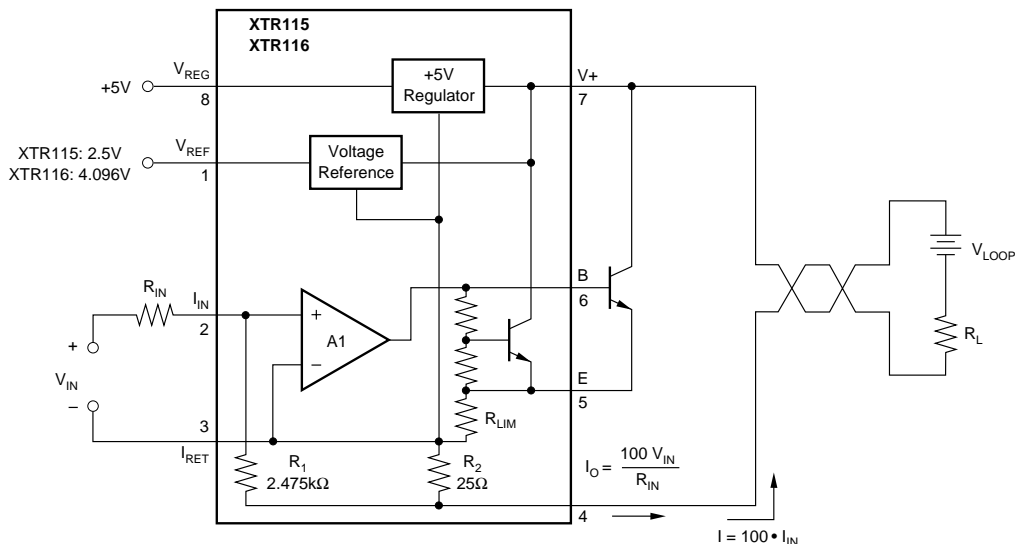 XTR115
XTR116
+5V
V_REG
8
+5V
Regulator
V+
7
XTR115: 2.5V
XTR116: 4.096V
V_REF
1
Voltage
Reference
R_IN
I_IN
2
+
V_IN
–
+
A1
–
B
6
E
5
R_LIM
3
I_RET
R_1
2.475kΩ
R_2
25Ω
I_O = 100 V_IN / R_IN
4
I = 100 • I_IN
V_LOOP
R_L